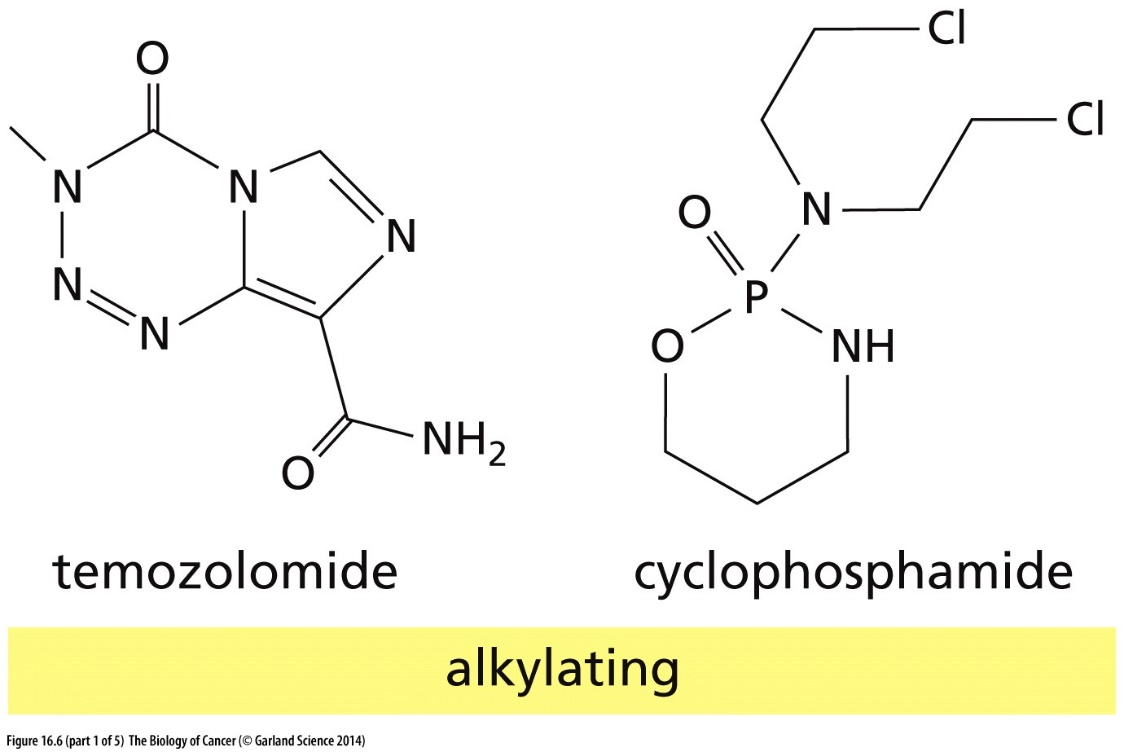 O
N
N
N
N
N
O
NH2
Cl
Cl
N
O
P
O
NH
temozolomide
cyclophosphamide
alkylating
Figure 16.6 (part 1 of 5) The Biology of Cancer (© Garland Science 2014)